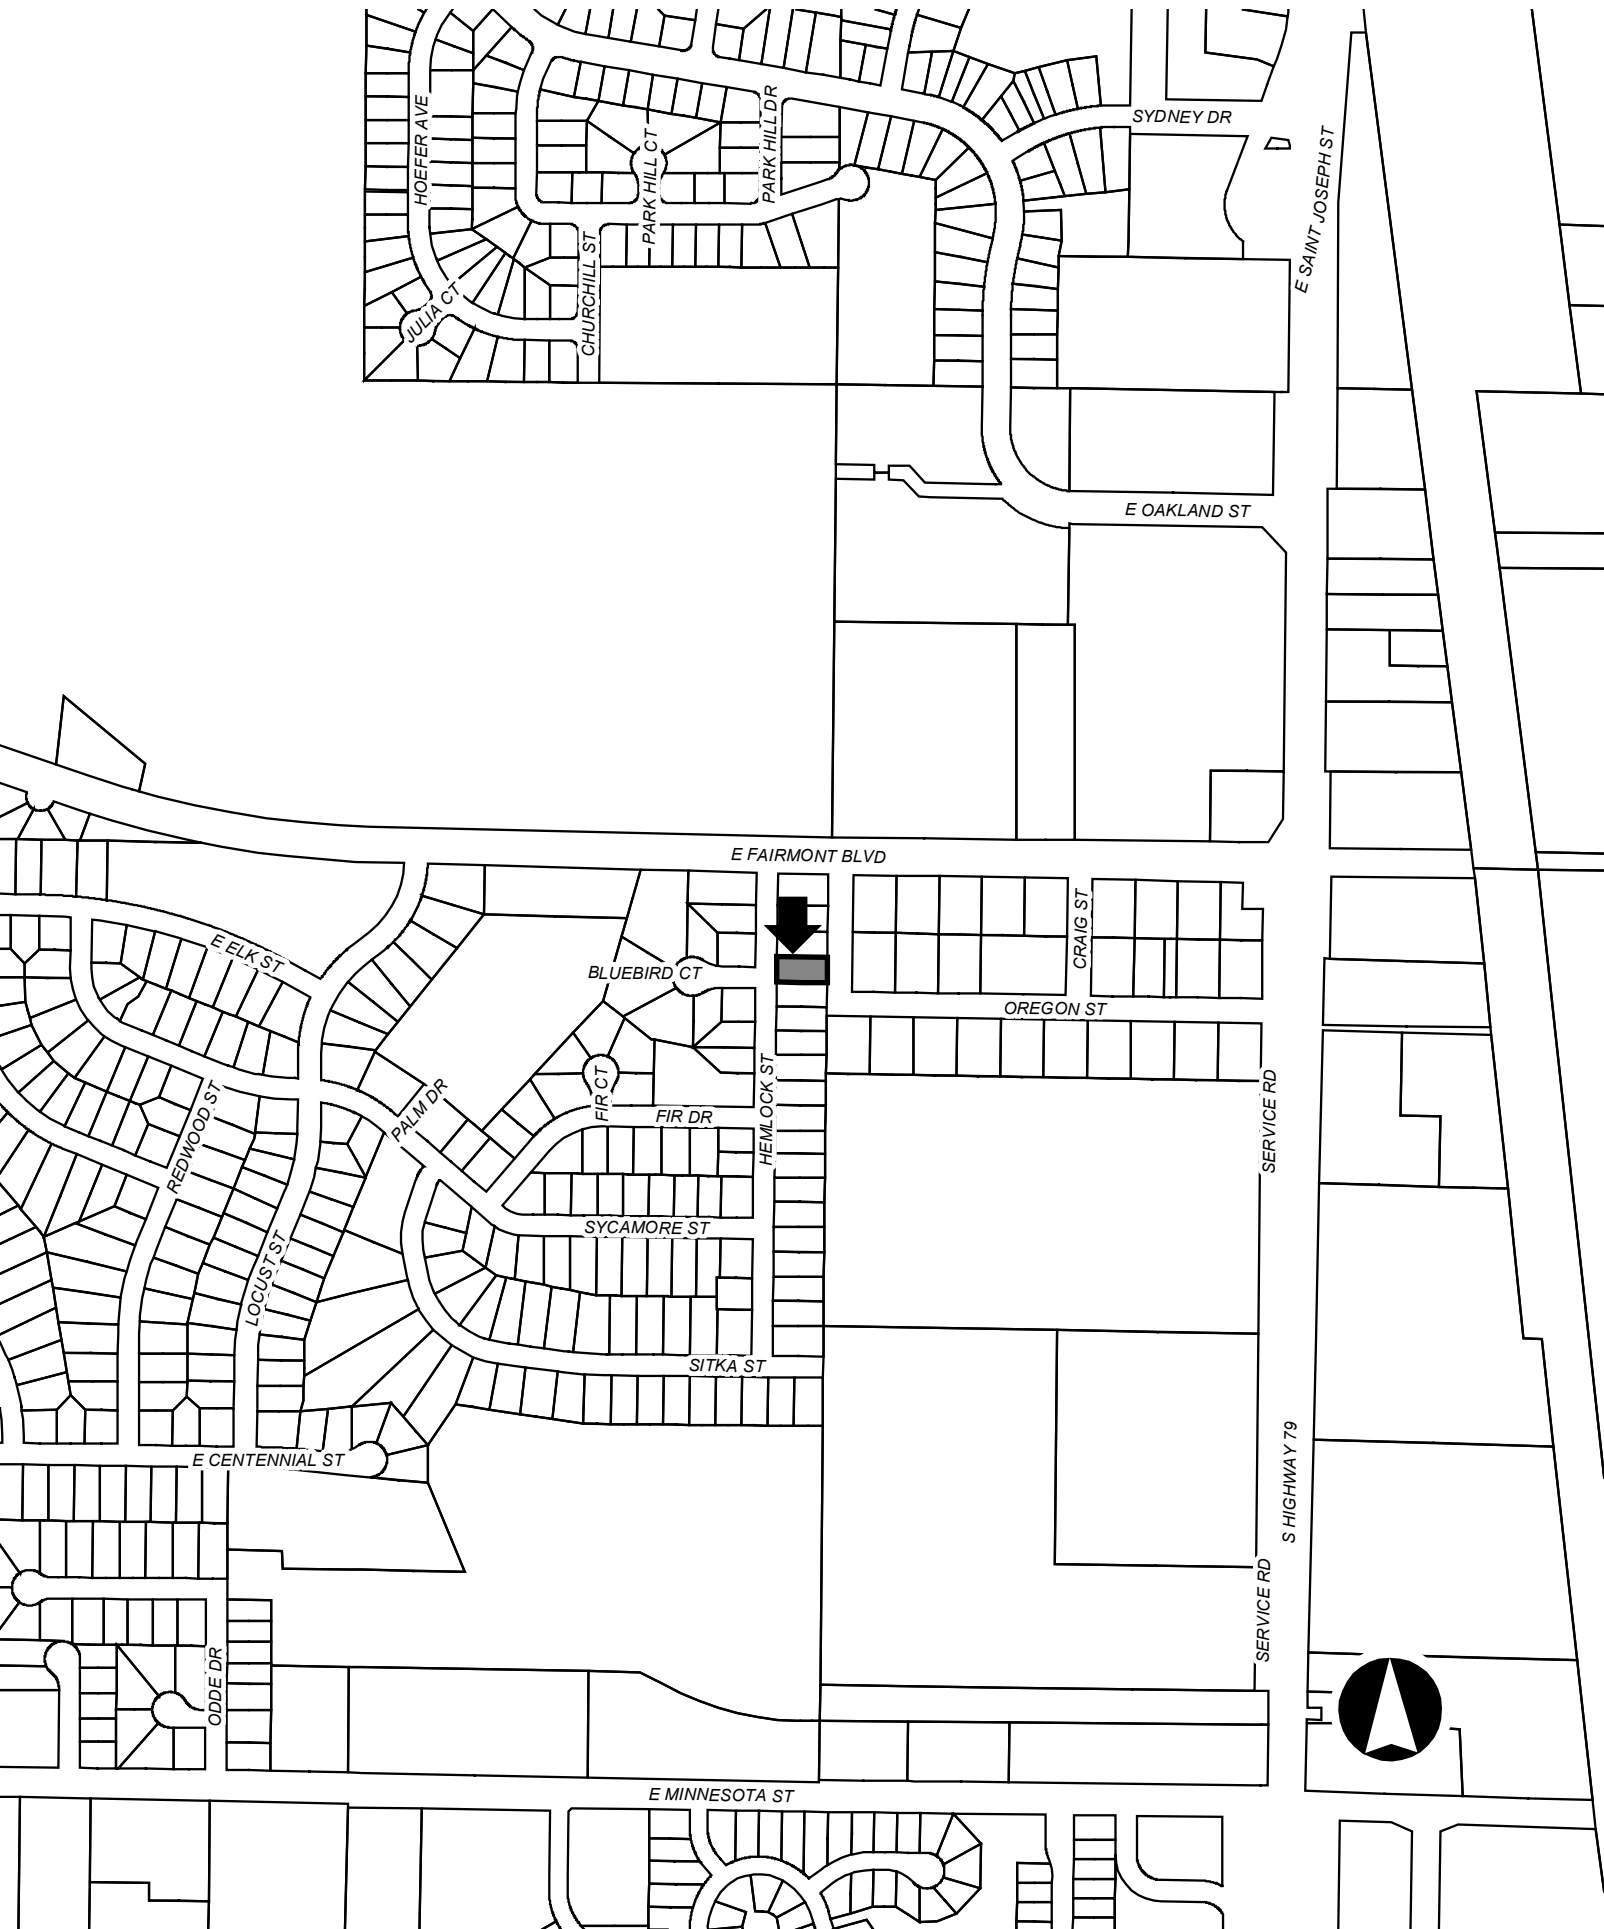 SYDNEY DR
HOEFER AVE
PARK HILL DR
PARK HILL CT
E SAINT JOSEPH ST
CHURCHILL ST
JULIA CT
E OAKLAND ST
E FAIRMONT BLVD
CRAIG ST
E ELK ST
BLUEBIRD CT
OREGON ST
HEMLOCK ST
FIR CT
PALM DR
FIR DR
REDWOOD ST
SERVICE RD
SYCAMORE ST
LOCUST ST
SITKA ST
E CENTENNIAL ST
S HIGHWAY 79
SERVICE RD
ODDE DR
E MINNESOTA ST